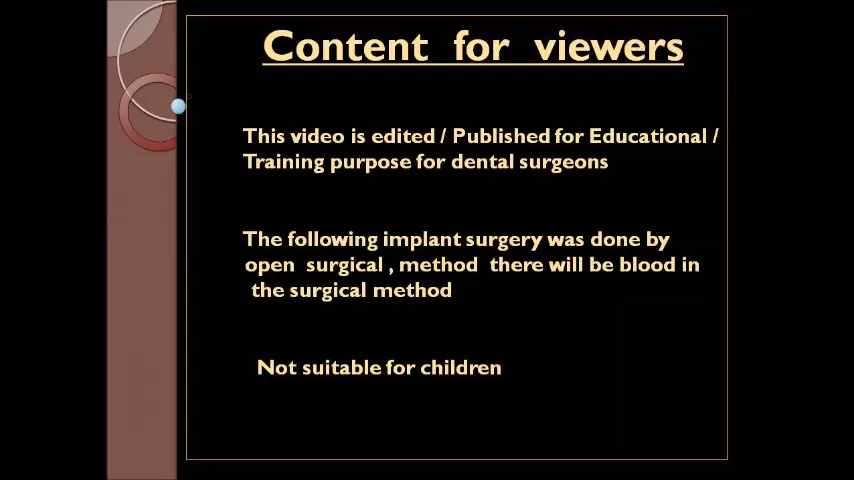 Content for viewers
This video is edited / Published for Educational /
Training purpose for dental surgeons
The following implant surgery was done by
open surgical , method there will be blood in
the surgical method
Not suitable for children